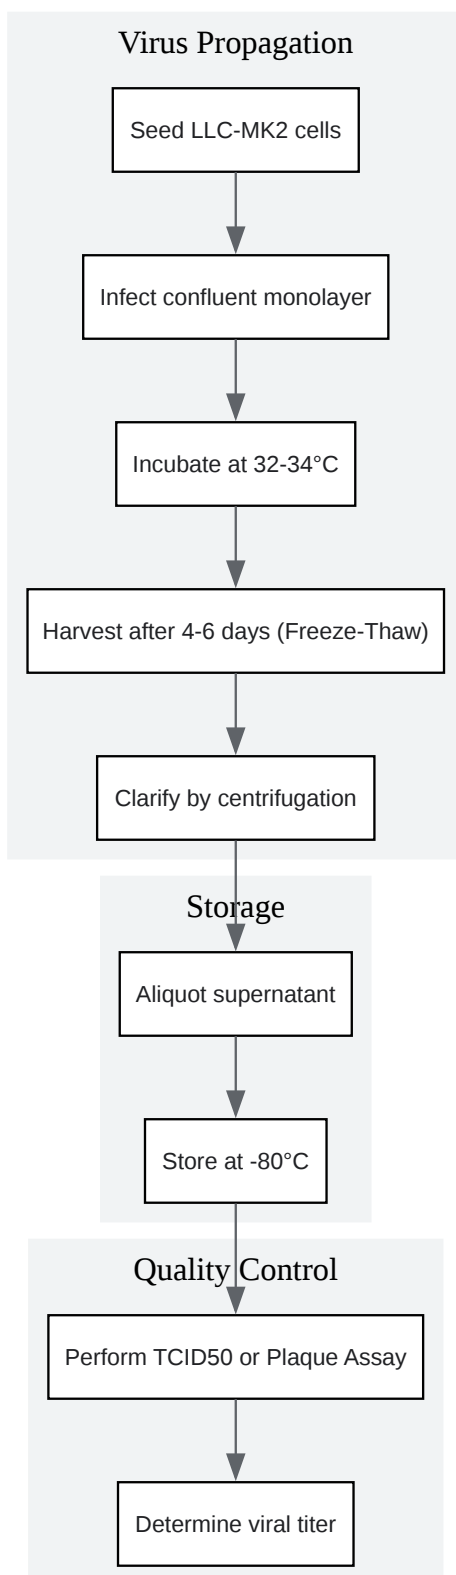 Virus Propagation
Seed LLC-MK2 cells
Infect confluent monolayer
Incubate at 32-34°C
Harvest after 4-6 days (Freeze-Thaw)
Clarify by centrifugation
Storage
Aliquot supernatant
Store at -80°C
Quality Control
Perform TCID50 or Plaque Assay
Determine viral titer